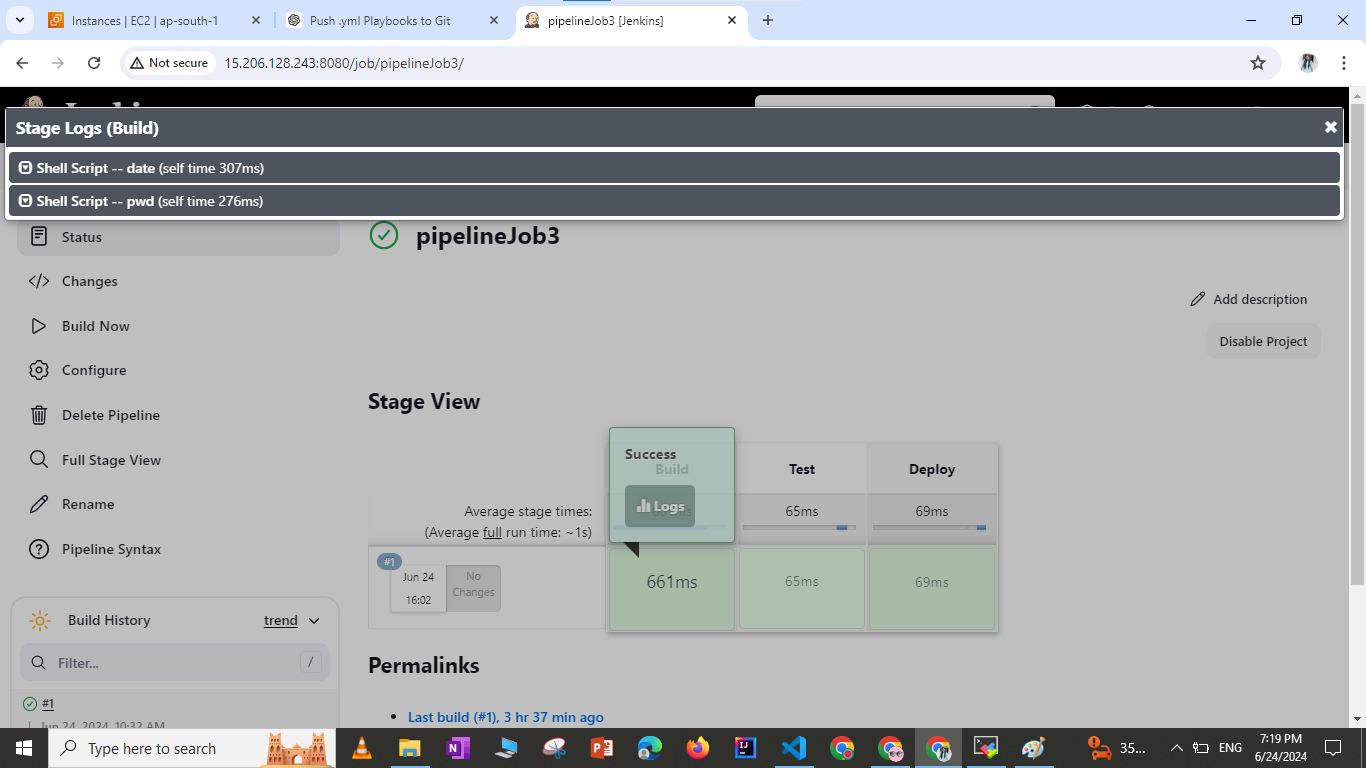 Instances | EC2 | ap-south-1
Push .yml Playbooks to Git
pipelineJob3 [Jenkins]
Not secure
15.206.128.243:8080/job/pipelineJob3/
Stage Logs (Build)
Shell Script -- date (self time 307ms)
Shell Script -- pwd (self time 276ms)
Status
pipelineJob3
Changes
Add description
Build Now
Disable Project
Configure
Stage View
Delete Pipeline
Full Stage View
Success
Build
Test
Deploy
Logs
Rename
Average stage times:
65ms
69ms
(Average full run time: ~1s)
Pipeline Syntax
#1
Jun 24
16:02
No
Changes
661ms
65ms
69ms
Build History
trend
Filter...
/
Permalinks
#1
Jun 24, 2024, 10:32 AM
Last build (#1), 3 hr 37 min ago
Type here to search
35...
ENG
7:19 PM
6/24/2024